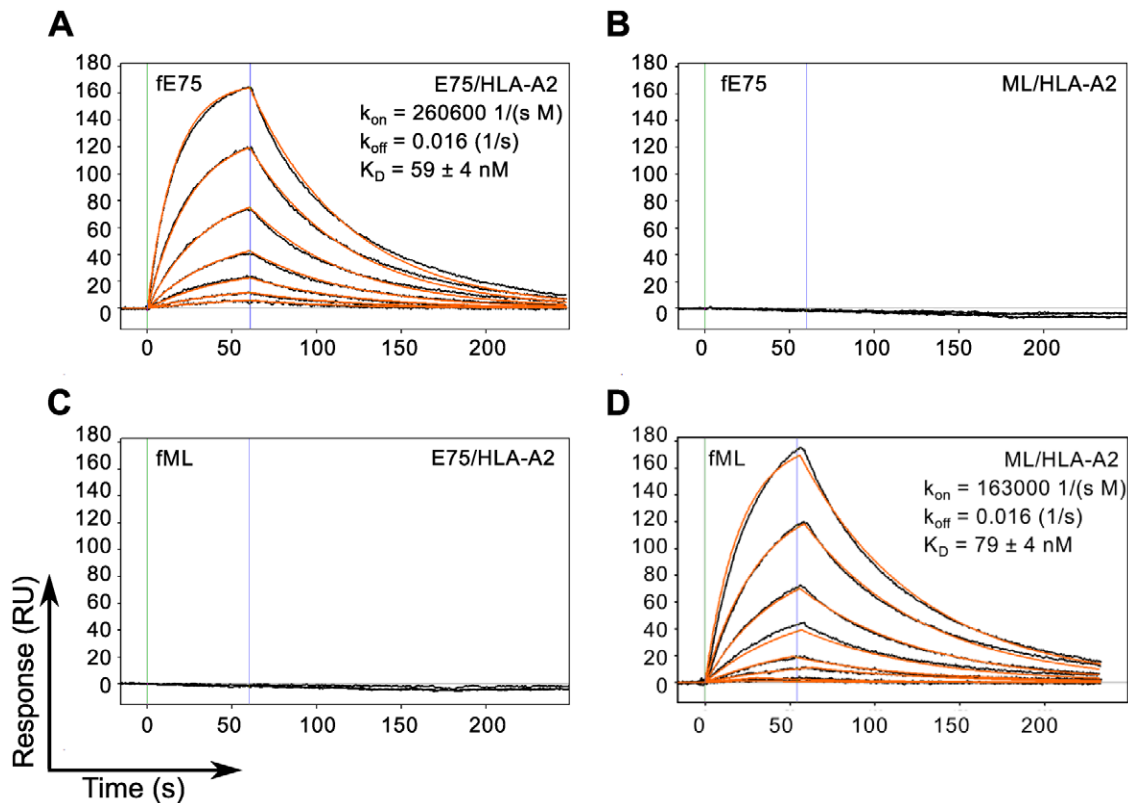 A
180
160
140
120
100
80
60
40
20
0
fE75
E75/HLA-A2
kon = 260600 1/(s M)
koff = 0.016 (1/s)
KD = 59 ± 4 nM
0 50 100 150 200
B
180
160
140
120
100
80
60
40
20
0
fE75
ML/HLA-A2
0 50 100 150 200
C
180
160
140
120
100
80
60
40
20
0
fML
E75/HLA-A2
0 50 100 150 200
D
180
160
140
120
100
80
60
40
20
0
fML
ML/HLA-A2
kon = 163000 1/(s M)
koff = 0.016 (1/s)
KD = 79 ± 4 nM
0 50 100 150 200
Response (RU)
Time (s)